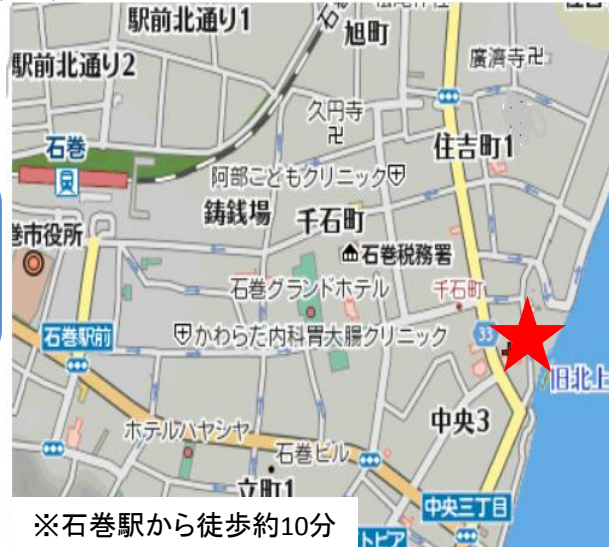 駅前北通り1
旭町
駅前北通り2
廣濟寺卍
久円寺
卍
住吉町1
石巻
阿部こどもクリニック
鋳銭場
千石町
巻市役所
石巻税務署
石巻グランドホテル
千石町
33
石巻駅前
かわらだ内科胃大腸クリニック
旧北上
中央3
ホテルハヤシヤ
石巻ビル
立町1
中央三丁目
トピア
※石巻駅から徒歩約10分